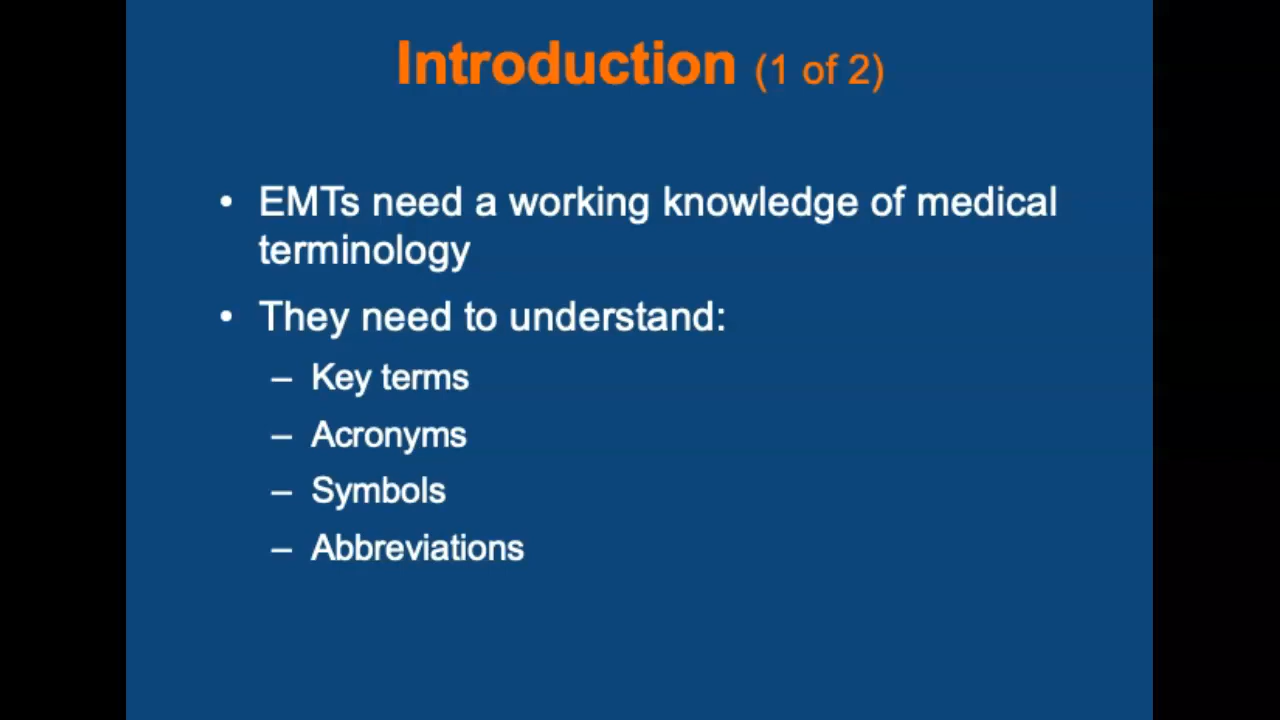 Introduction (1 of 2)
• EMTs need a working knowledge of medical
terminology
• They need to understand:
– Key terms
– Acronyms
– Symbols
– Abbreviations